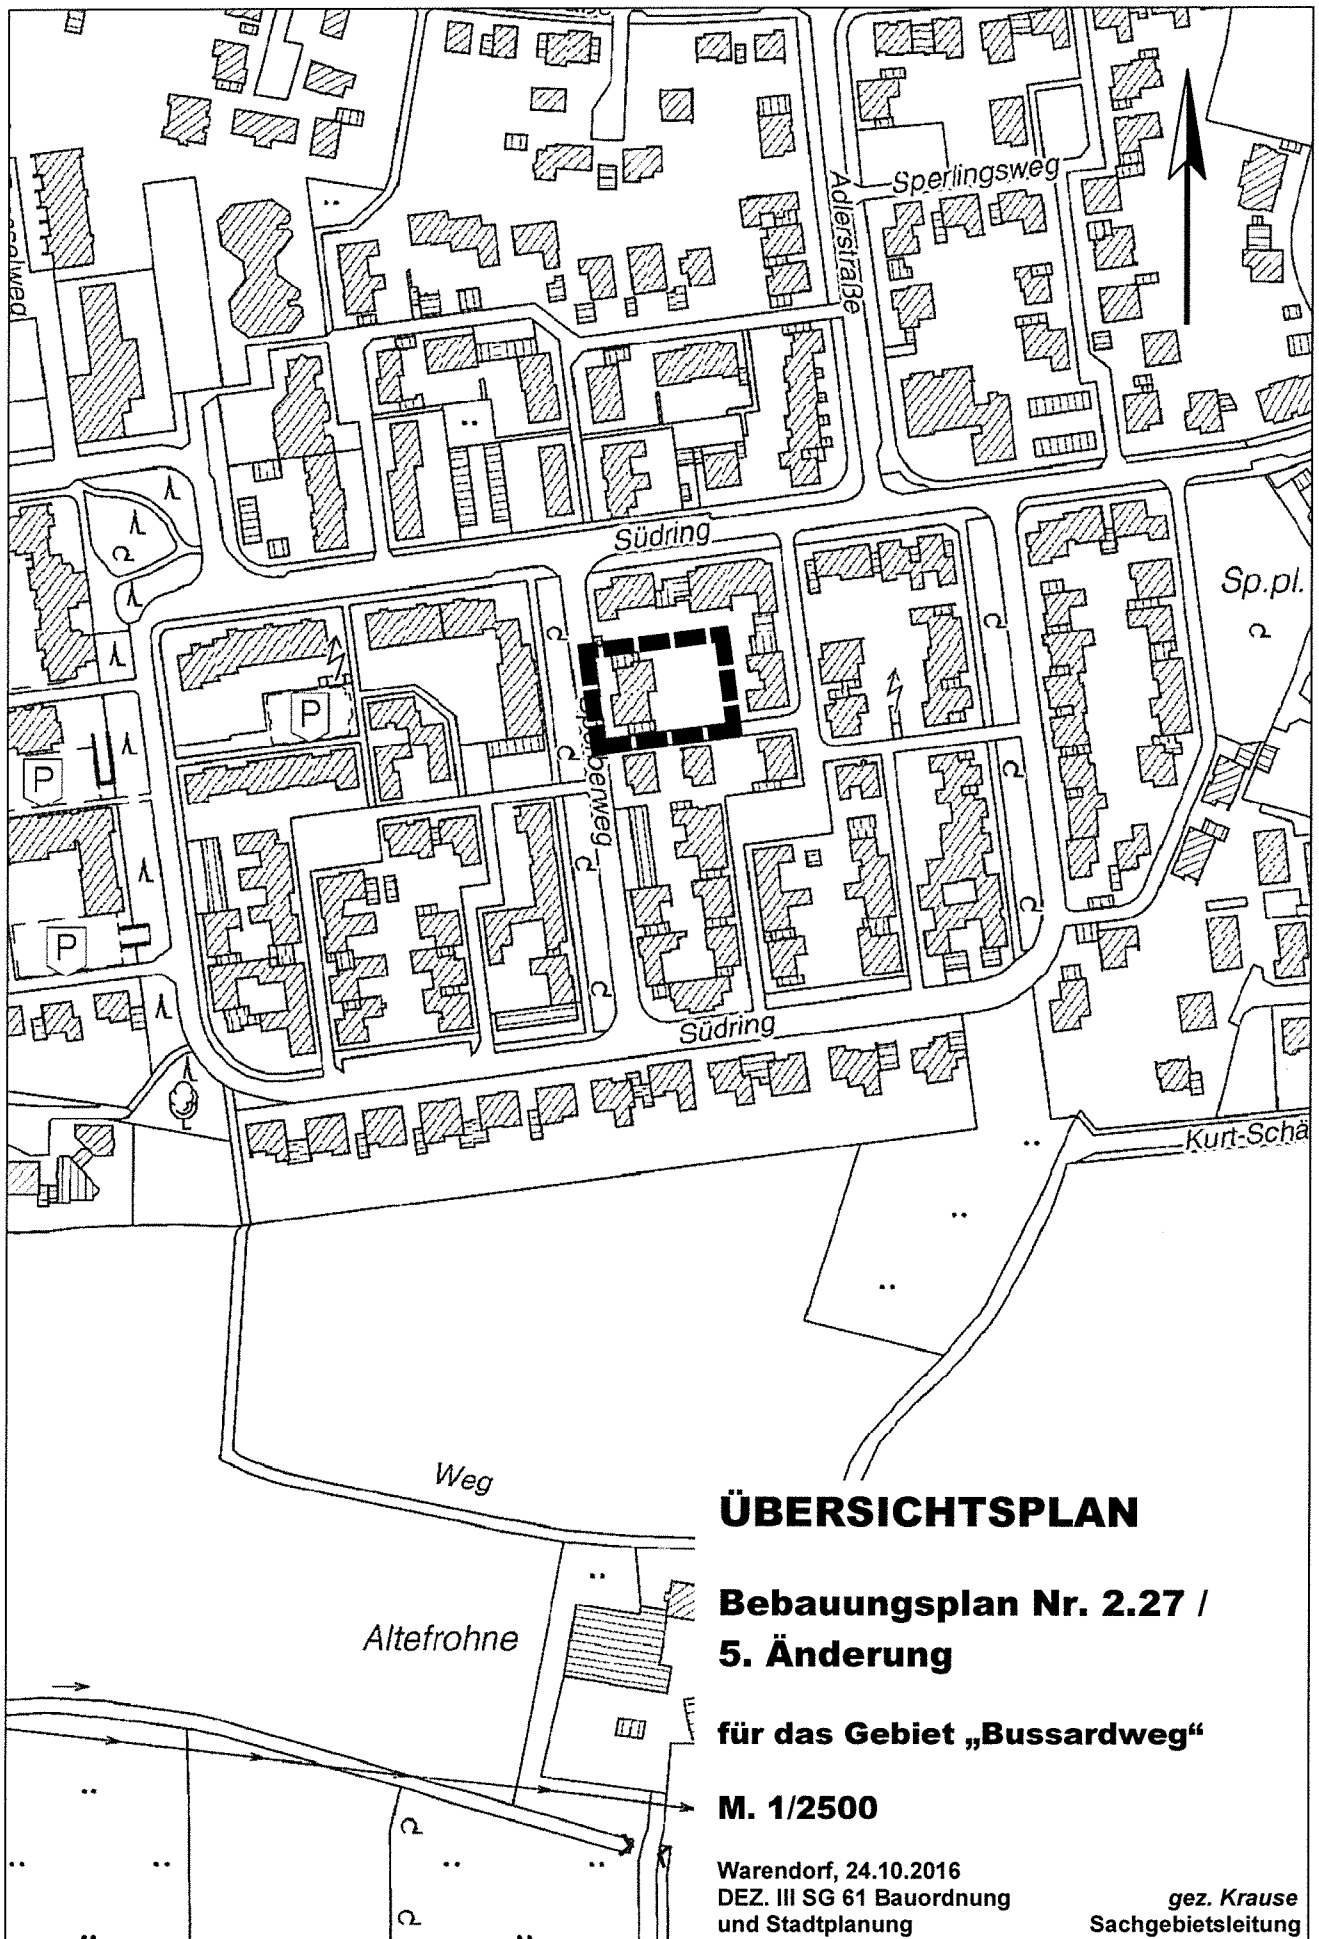 Sperlingsweg
Adlerstraße
Südring
Sp.pl.
P
P
P
Südring
Kurt-Schä
Weg
Altefrohne
ÜBERSICHTSPLAN
Bebauungsplan Nr. 2.27 /
5. Änderung
für das Gebiet „Bussardweg“
M. 1/2500
Warendorf, 24.10.2016
DEZ. III SG 61 Bauordnung
und Stadtplanung
gez. Krause
Sachgebietsleitung